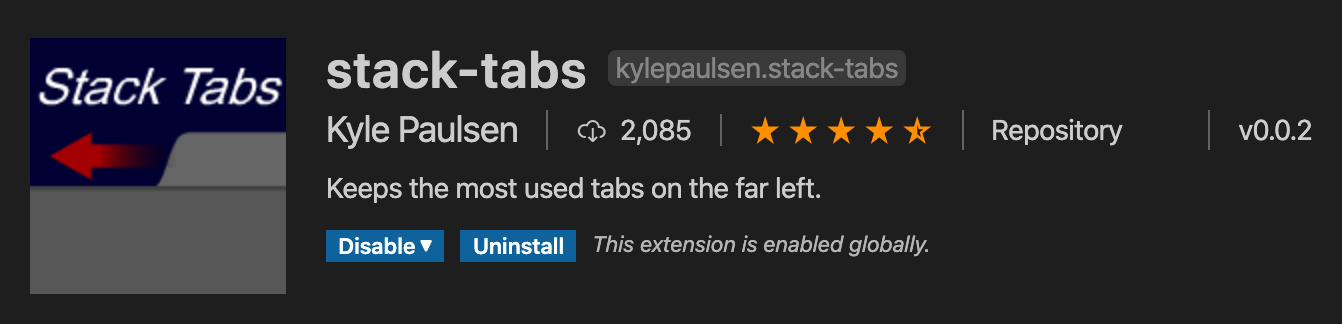 Stack Tabs
stack-tabs kylepaulsen.stack-tabs
Kyle Paulsen 2,085 Repository v0.0.2
Keeps the most used tabs on the far left.
Disable Uninstall This extension is enabled globally.